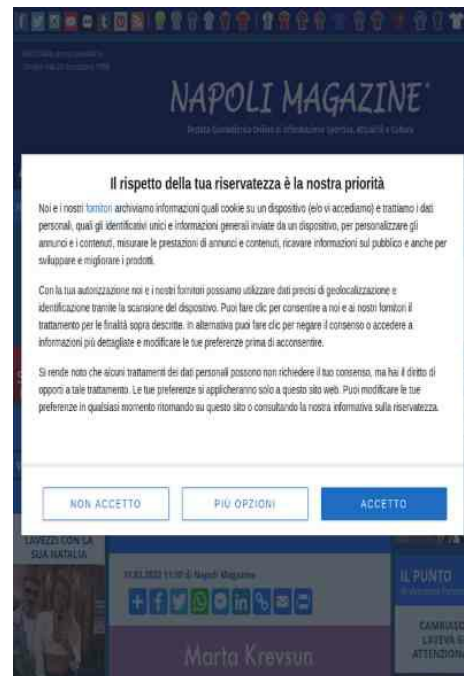 NAPOLI MAGAZINE
Il rispetto della tua riservatezza è la nostra priorità
Noi e i nostri fornitori archiviamo informazioni quali cookie su un dispositivo (e/o vi accediamo) e trattiamo i dati
personali, quali gli identificativi unici e informazioni generali inviate da un dispositivo, per personalizzare gli
annunci e i contenuti, misurare le prestazioni di annunci e contenuti, ricavare informazioni sul pubblico e anche per
sviluppare e migliorare i prodotti.
Con la tua autorizzazione noi e i nostri fornitori possiamo utilizzare dati precisi di geolocalizzazione e
identificazione tramite la scansione del dispositivo. Puoi fare clic per consentire a noi e ai nostri fornitori il
trattamento per le finalità sopra descritte. In alternativa puoi fare clic per negare il consenso o accedere a
informazioni più dettagliate e modificare le tue preferenze prima di acconsentire.
Si rende noto che alcuni trattamenti dei dati personali possono non richiedere il tuo consenso, ma hai il diritto di
opporti a tale trattamento. Le tue preferenze si applicheranno solo a questo sito web. Puoi modificare le tue
preferenze in qualsiasi momento ritornando su questo sito o consultando la nostra informativa sulla riservatezza.
NON ACCETTO
PIÙ OPZIONI
ACCETTO
LAVEZZI CON LA
SUA NATALIA
di Napoli Magazine
IL PUNTO
Marta Krevsun